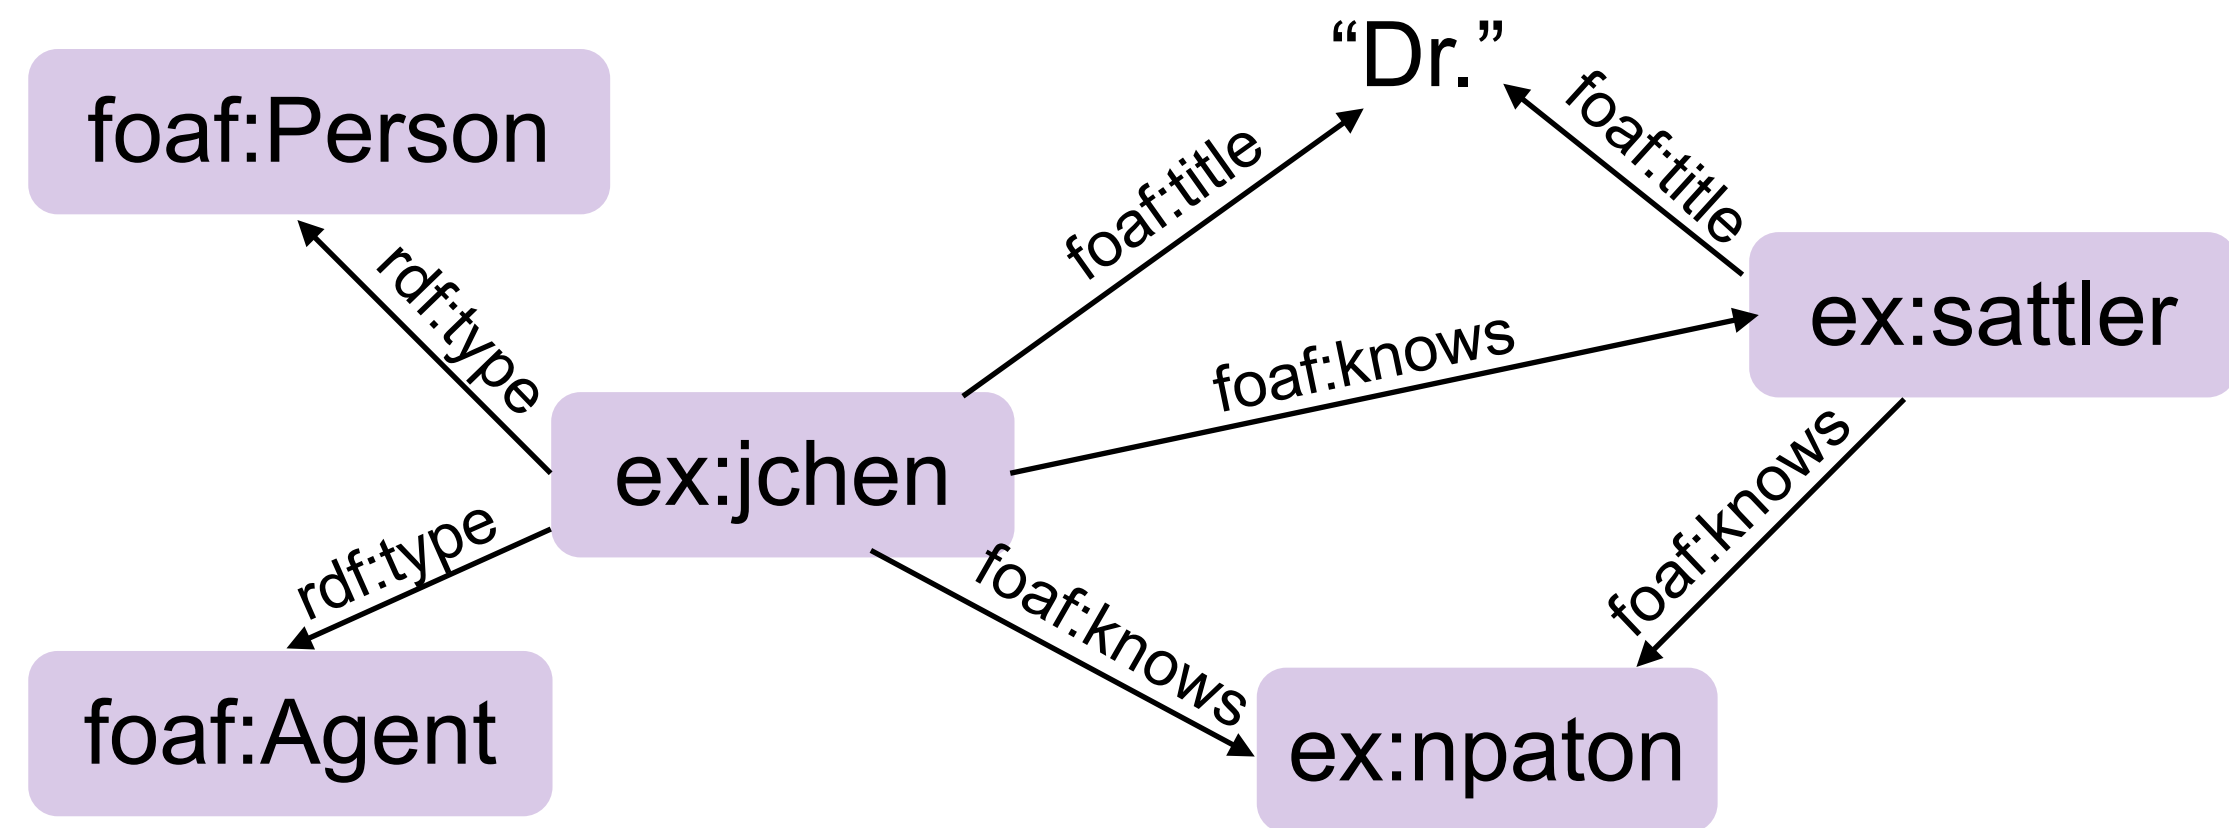 “Dr.”
foaf:Person
foaf:title
foaf:title
rdf:type
ex:sattler
foaf:knows
ex:jchen
foaf:knows
rdf:type
foaf:knows
foaf:Agent
ex:npaton